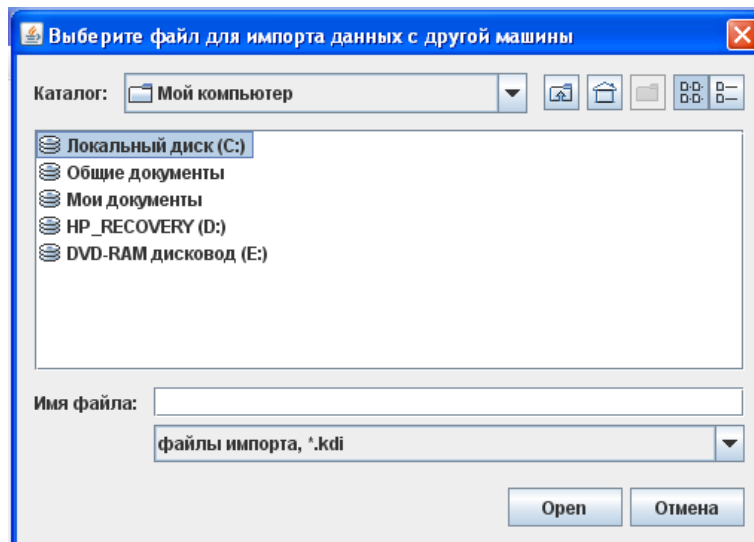 Выберите файл для импорта данных с другой машины
Каталог: Мой компьютер
Локальный диск (C:)
Общие документы
Мои документы
HP_RECOVERY (D:)
DVD-RAM дисковод (E:)
Имя файла:
файлы импорта, *.kdi
Open Отмена